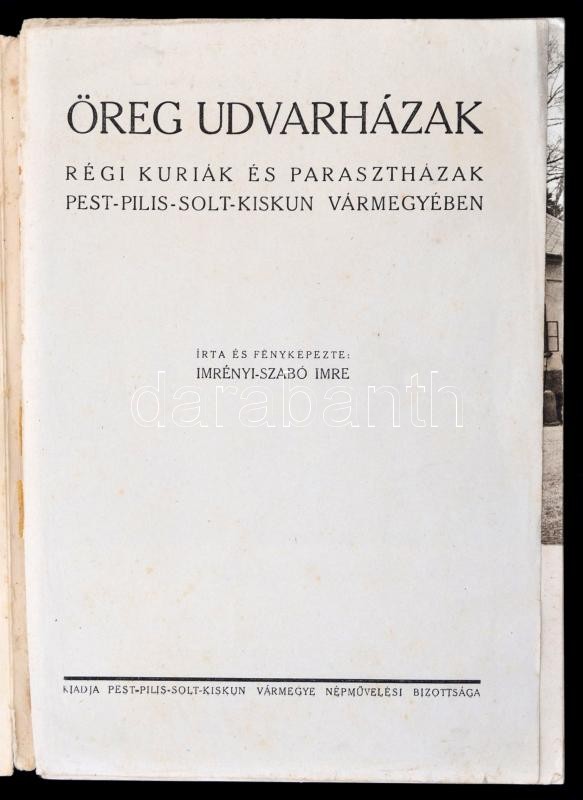 ÖREG UDVARHÁZAK
RÉGI KURIÁK ÉS PARASZTHÁZAK
PEST-PILIS-SOLT-KISKUN VÁRMEGYÉBEN
ÍRTA ÉS FÉNYKÉPEZTE:
IMRÉNYI-SZABÓ IMRE
darabanth
KIADJA PEST-PILIS-SOLT-KISKUN VÁRMEGYE NÉPMŰVELÉSI BIZOTTSÁGA